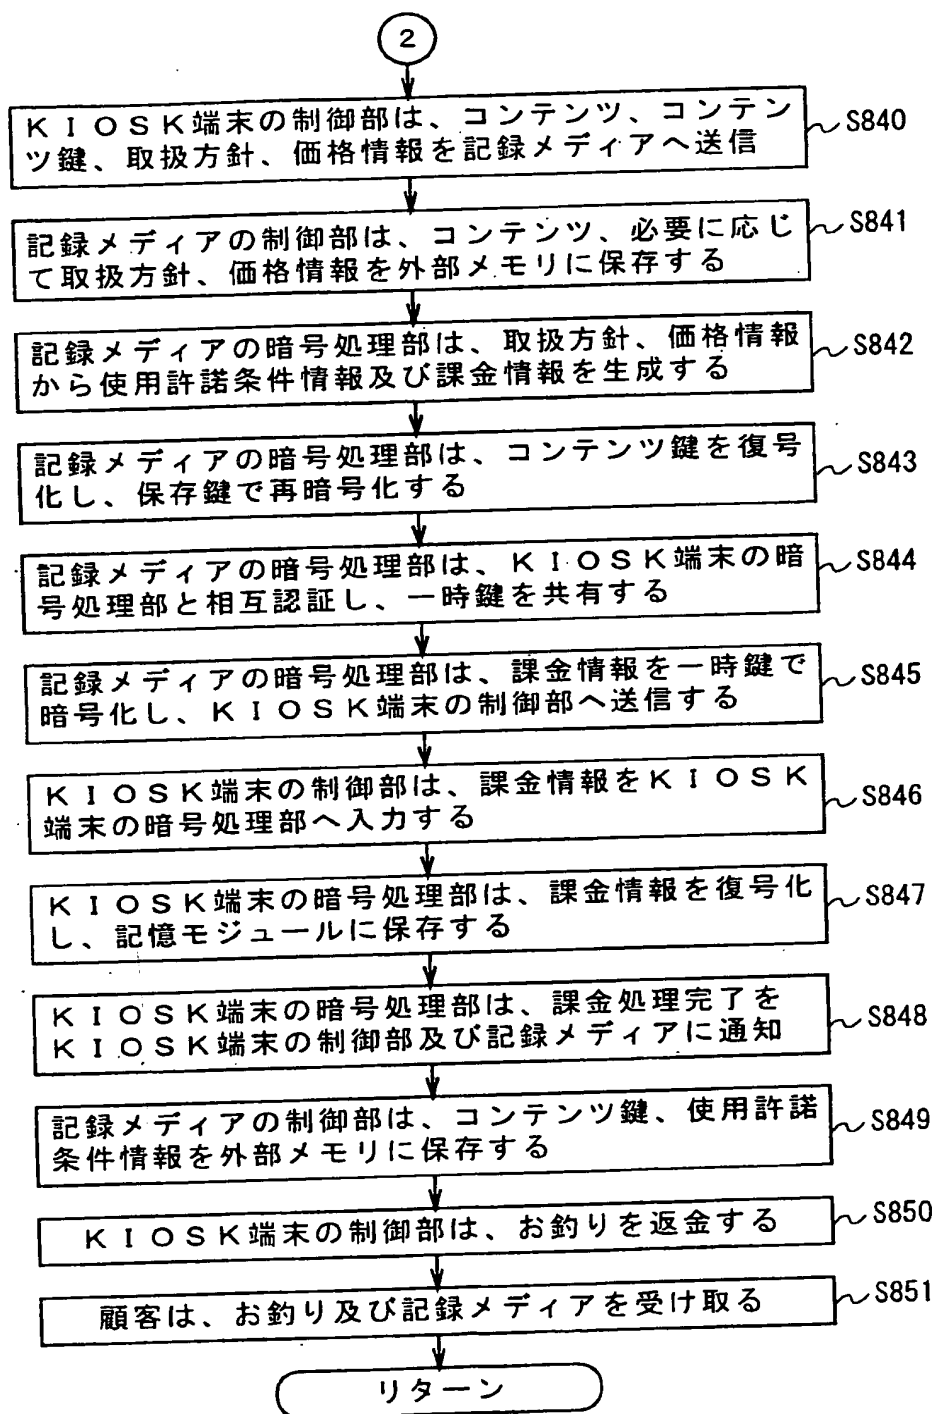 2
KIOSK端末の制御部は、コンテンツ、コンテン
ツ鍵、取扱方針、価格情報を記録メディアへ送信
S840
記録メディアの制御部は、コンテンツ、必要に応じ
て取扱方針、価格情報を外部メモリに保存する
S841
記録メディアの暗号処理部は、取扱方針、価格情報
から使用許諾条件情報及び課金情報を生成する
S842
記録メディアの暗号処理部は、コンテンツ鍵を復号
化し、保存鍵で再暗号化する
S843
記録メディアの暗号処理部は、KIOSK端末の暗
号処理部と相互認証し、一時鍵を共有する
S844
記録メディアの暗号処理部は、課金情報を一時鍵で
暗号化し、KIOSK端末の制御部へ送信する
S845
KIOSK端末の制御部は、課金情報をKIOSK
端末の暗号処理部へ入力する
S846
KIOSK端末の暗号処理部は、課金情報を復号化
し、記憶モジュールに保存する
S847
KIOSK端末の暗号処理部は、課金処理完了を
KIOSK端末の制御部及び記録メディアに通知
S848
記録メディアの制御部は、コンテンツ鍵、使用許諾
条件情報を外部メモリに保存する
S849
KIOSK端末の制御部は、お釣りを返金する
S850
顧客は、お釣り及び記録メディアを受け取る
S851
リターン